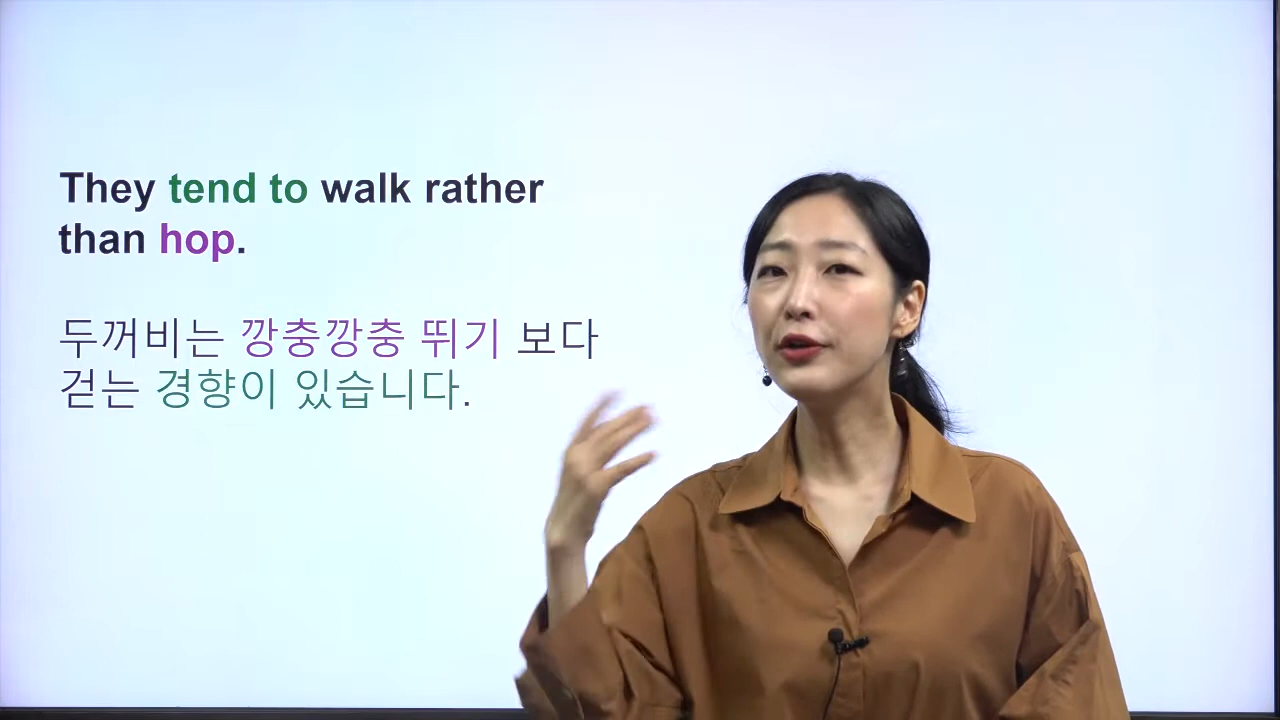 They tend to walk rather
than hop.
두꺼비는 깡충깡충 뛰기 보다
걷는 경향이 있습니다.